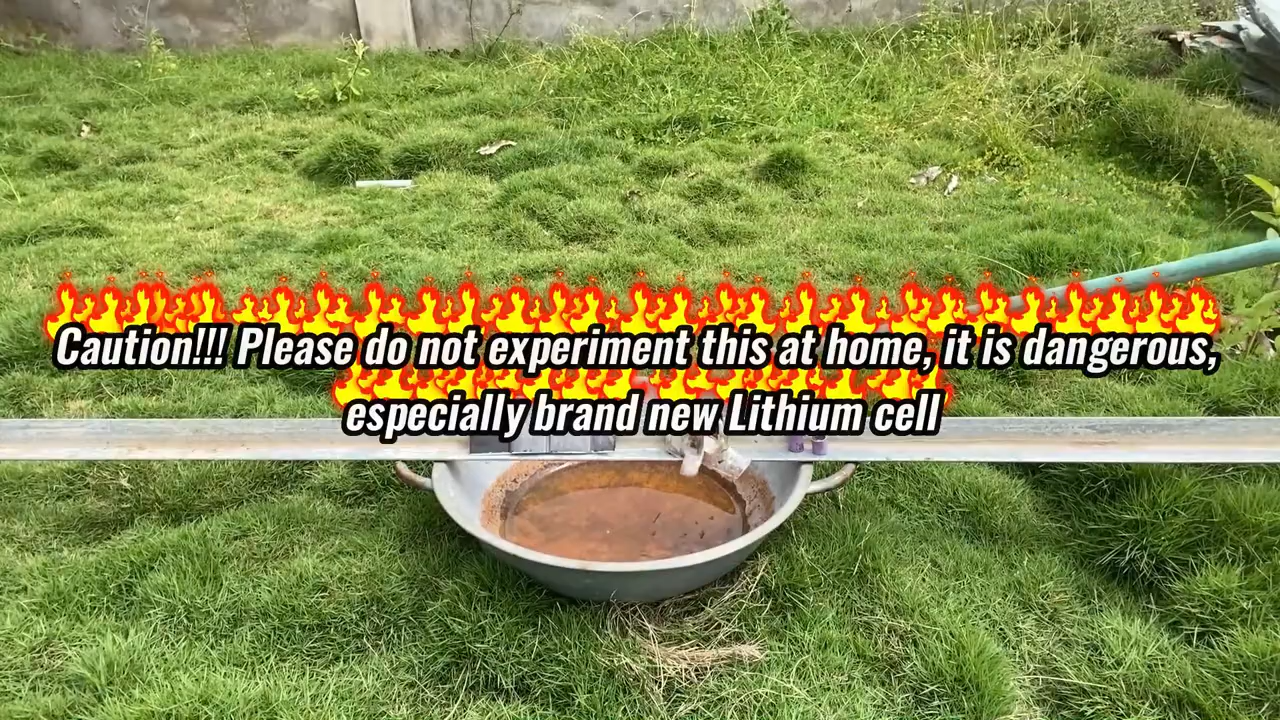 Caution!!! Please do not experiment this at home, it is dangerous,
especially brand new Lithium cell